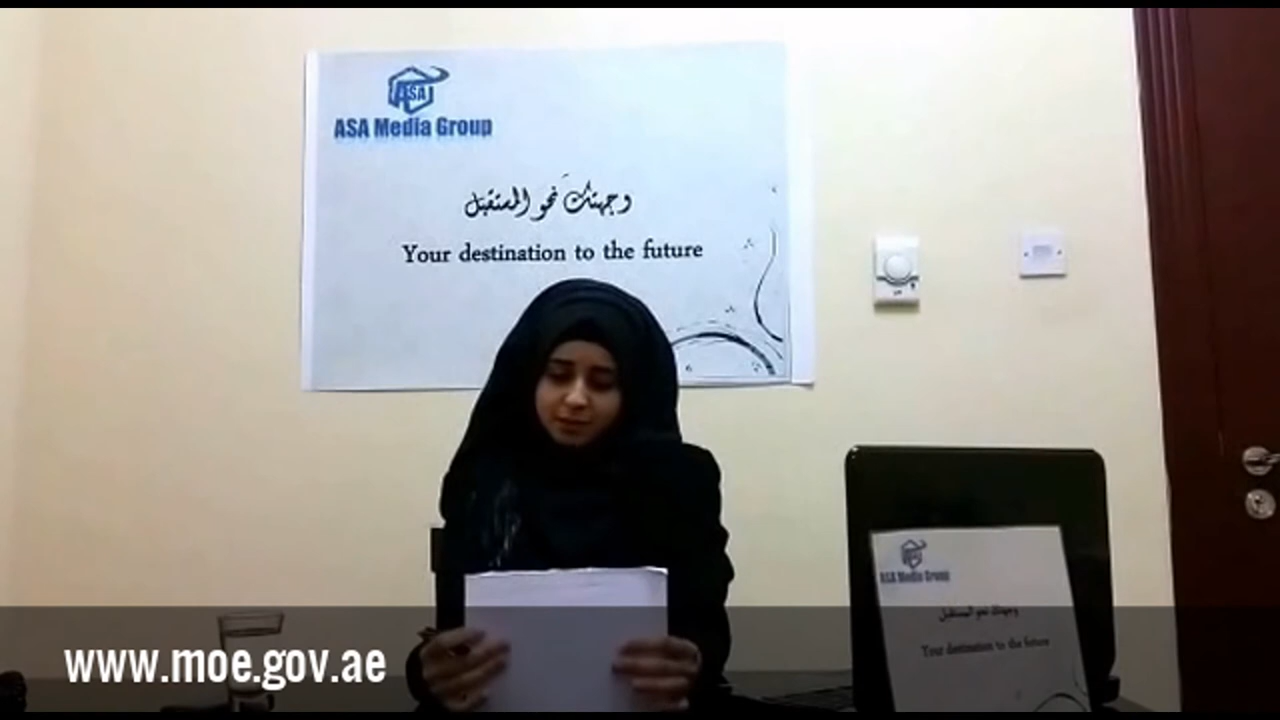 ASA
ASA Media Group
وجهتكَ نحو المستقبل
Your destination to the future
ASA Media Group
وجهتك نحو المستقبل
Your destination to the future
www.moe.gov.ae